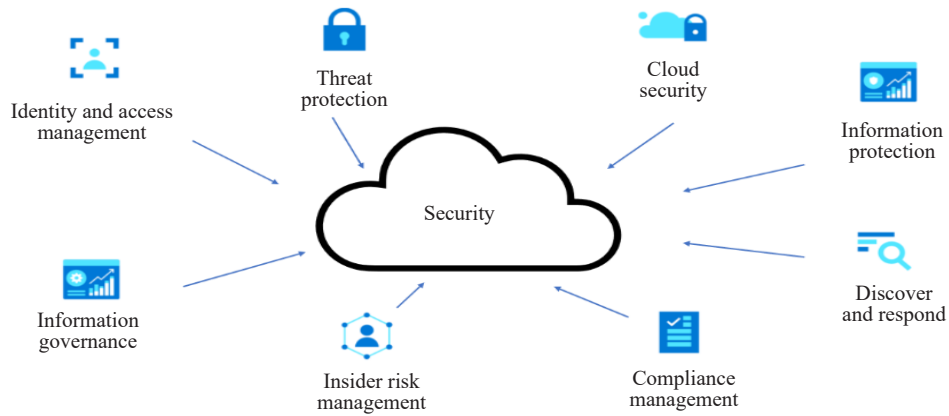 Identity and access
management
Threat
protection
Cloud
security
Information
protection
Security
Information
governance
Insider risk
management
Compliance
management
Discover
and respond